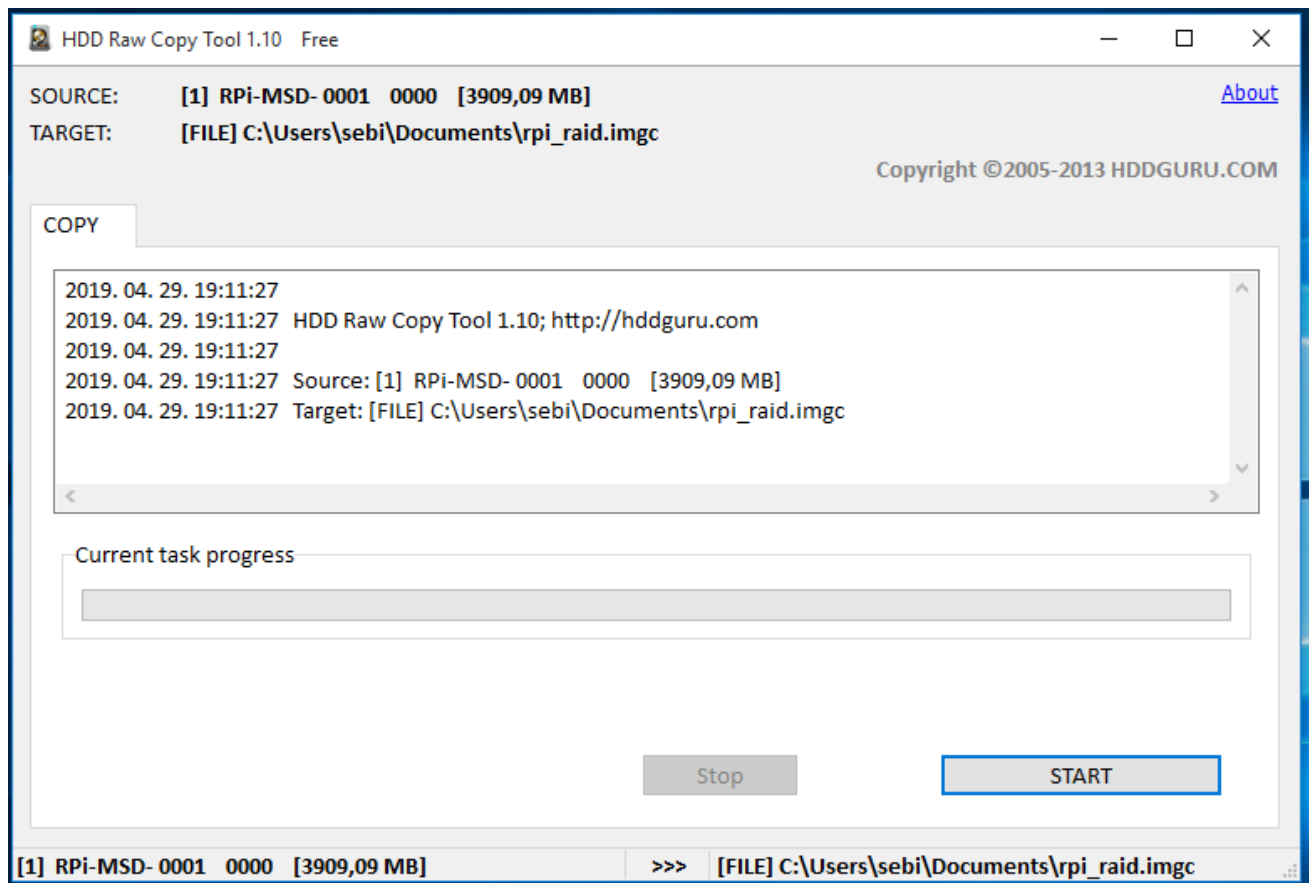 HDD Raw Copy Tool 1.10 Free
SOURCE: [1] RPi-MSD- 0001 0000 [3909,09 MB] About
TARGET: [FILE] C:\Users\sebi\Documents\rpi_raid.imgc
Copyright ©2005-2013 HDDGURU.COM
COPY
2019. 04. 29. 19:11:27
2019. 04. 29. 19:11:27 HDD Raw Copy Tool 1.10; http://hddguru.com
2019. 04. 29. 19:11:27
2019. 04. 29. 19:11:27 Source: [1] RPi-MSD- 0001 0000 [3909,09 MB]
2019. 04. 29. 19:11:27 Target: [FILE] C:\Users\sebi\Documents\rpi_raid.imgc
Current task progress
Stop START
[1] RPi-MSD- 0001 0000 [3909,09 MB] >>> [FILE] C:\Users\sebi\Documents\rpi_raid.imgc